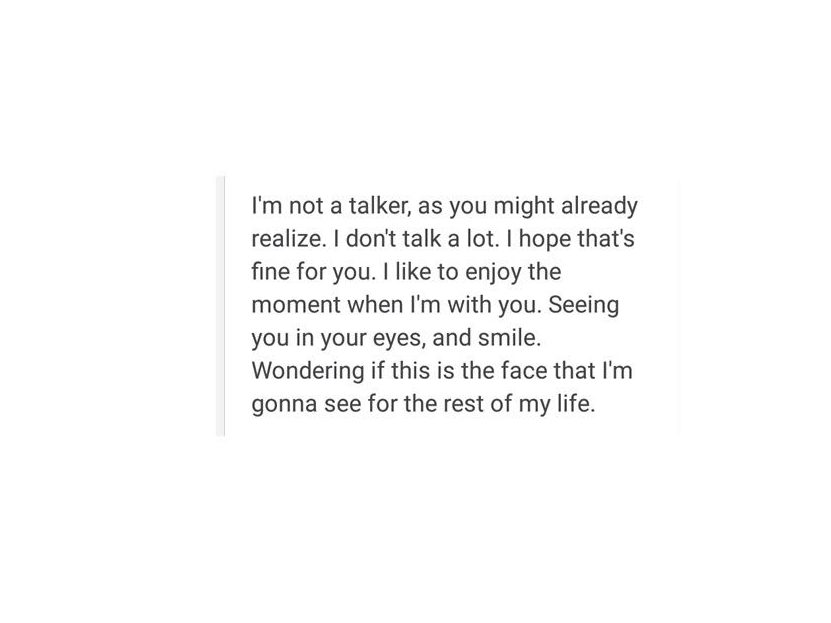 I'm not a talker, as you might already
realize. I don't talk a lot. I hope that's
fine for you. I like to enjoy the
moment when I'm with you. Seeing
you in your eyes, and smile.
Wondering if this is the face that I'm
gonna see for the rest of my life.